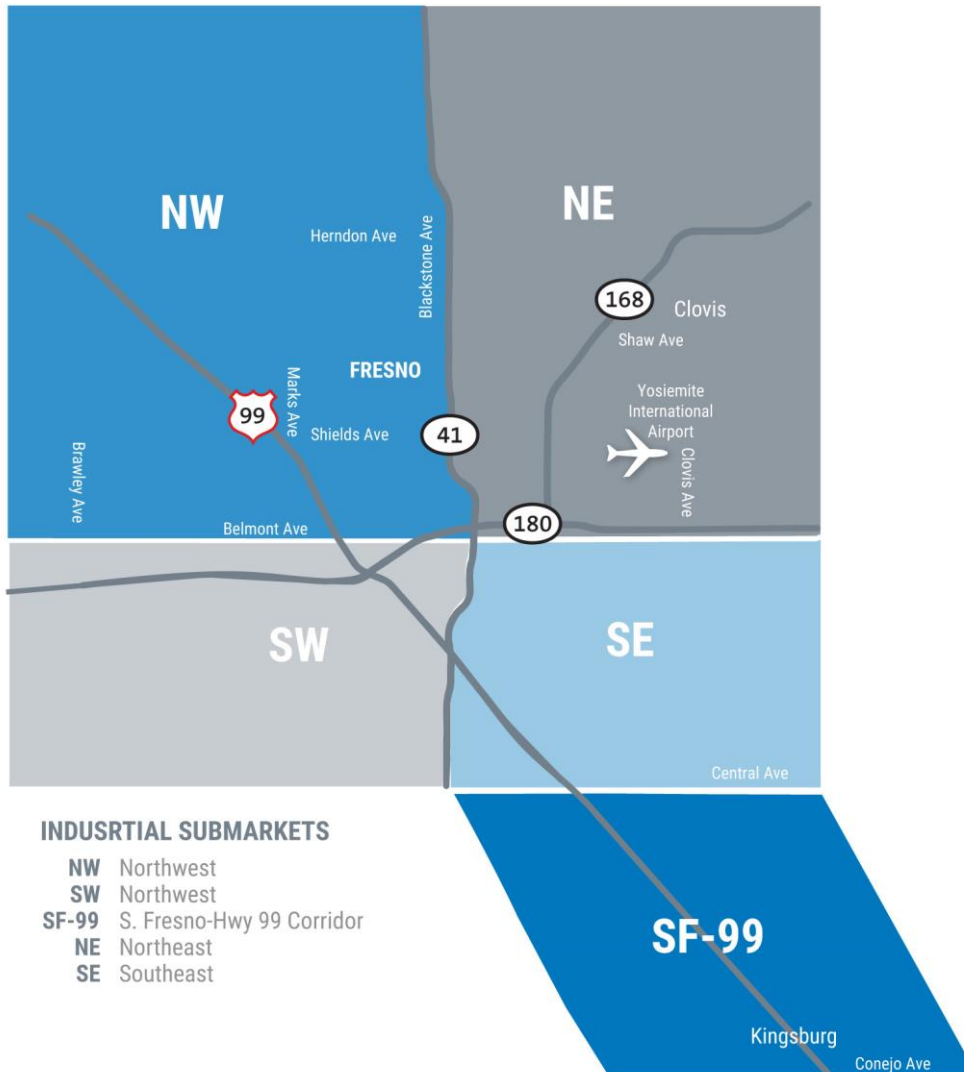 NW
NE
Herndon Ave
Blackstone Ave
168
Clovis
Shaw Ave
FRESNO
Marks Ave
99
Shields Ave
41
Yosiemite
International
Airport
Clovis Ave
Brawley Ave
Belmont Ave
180
SW
SE
Central Ave
INDUSRTIAL SUBMARKETS
NW Northwest
SW Northwest
SF-99 S. Fresno-Hwy 99 Corridor
NE Northeast
SE Southeast
SF-99
Kingsburg
Conejo Ave